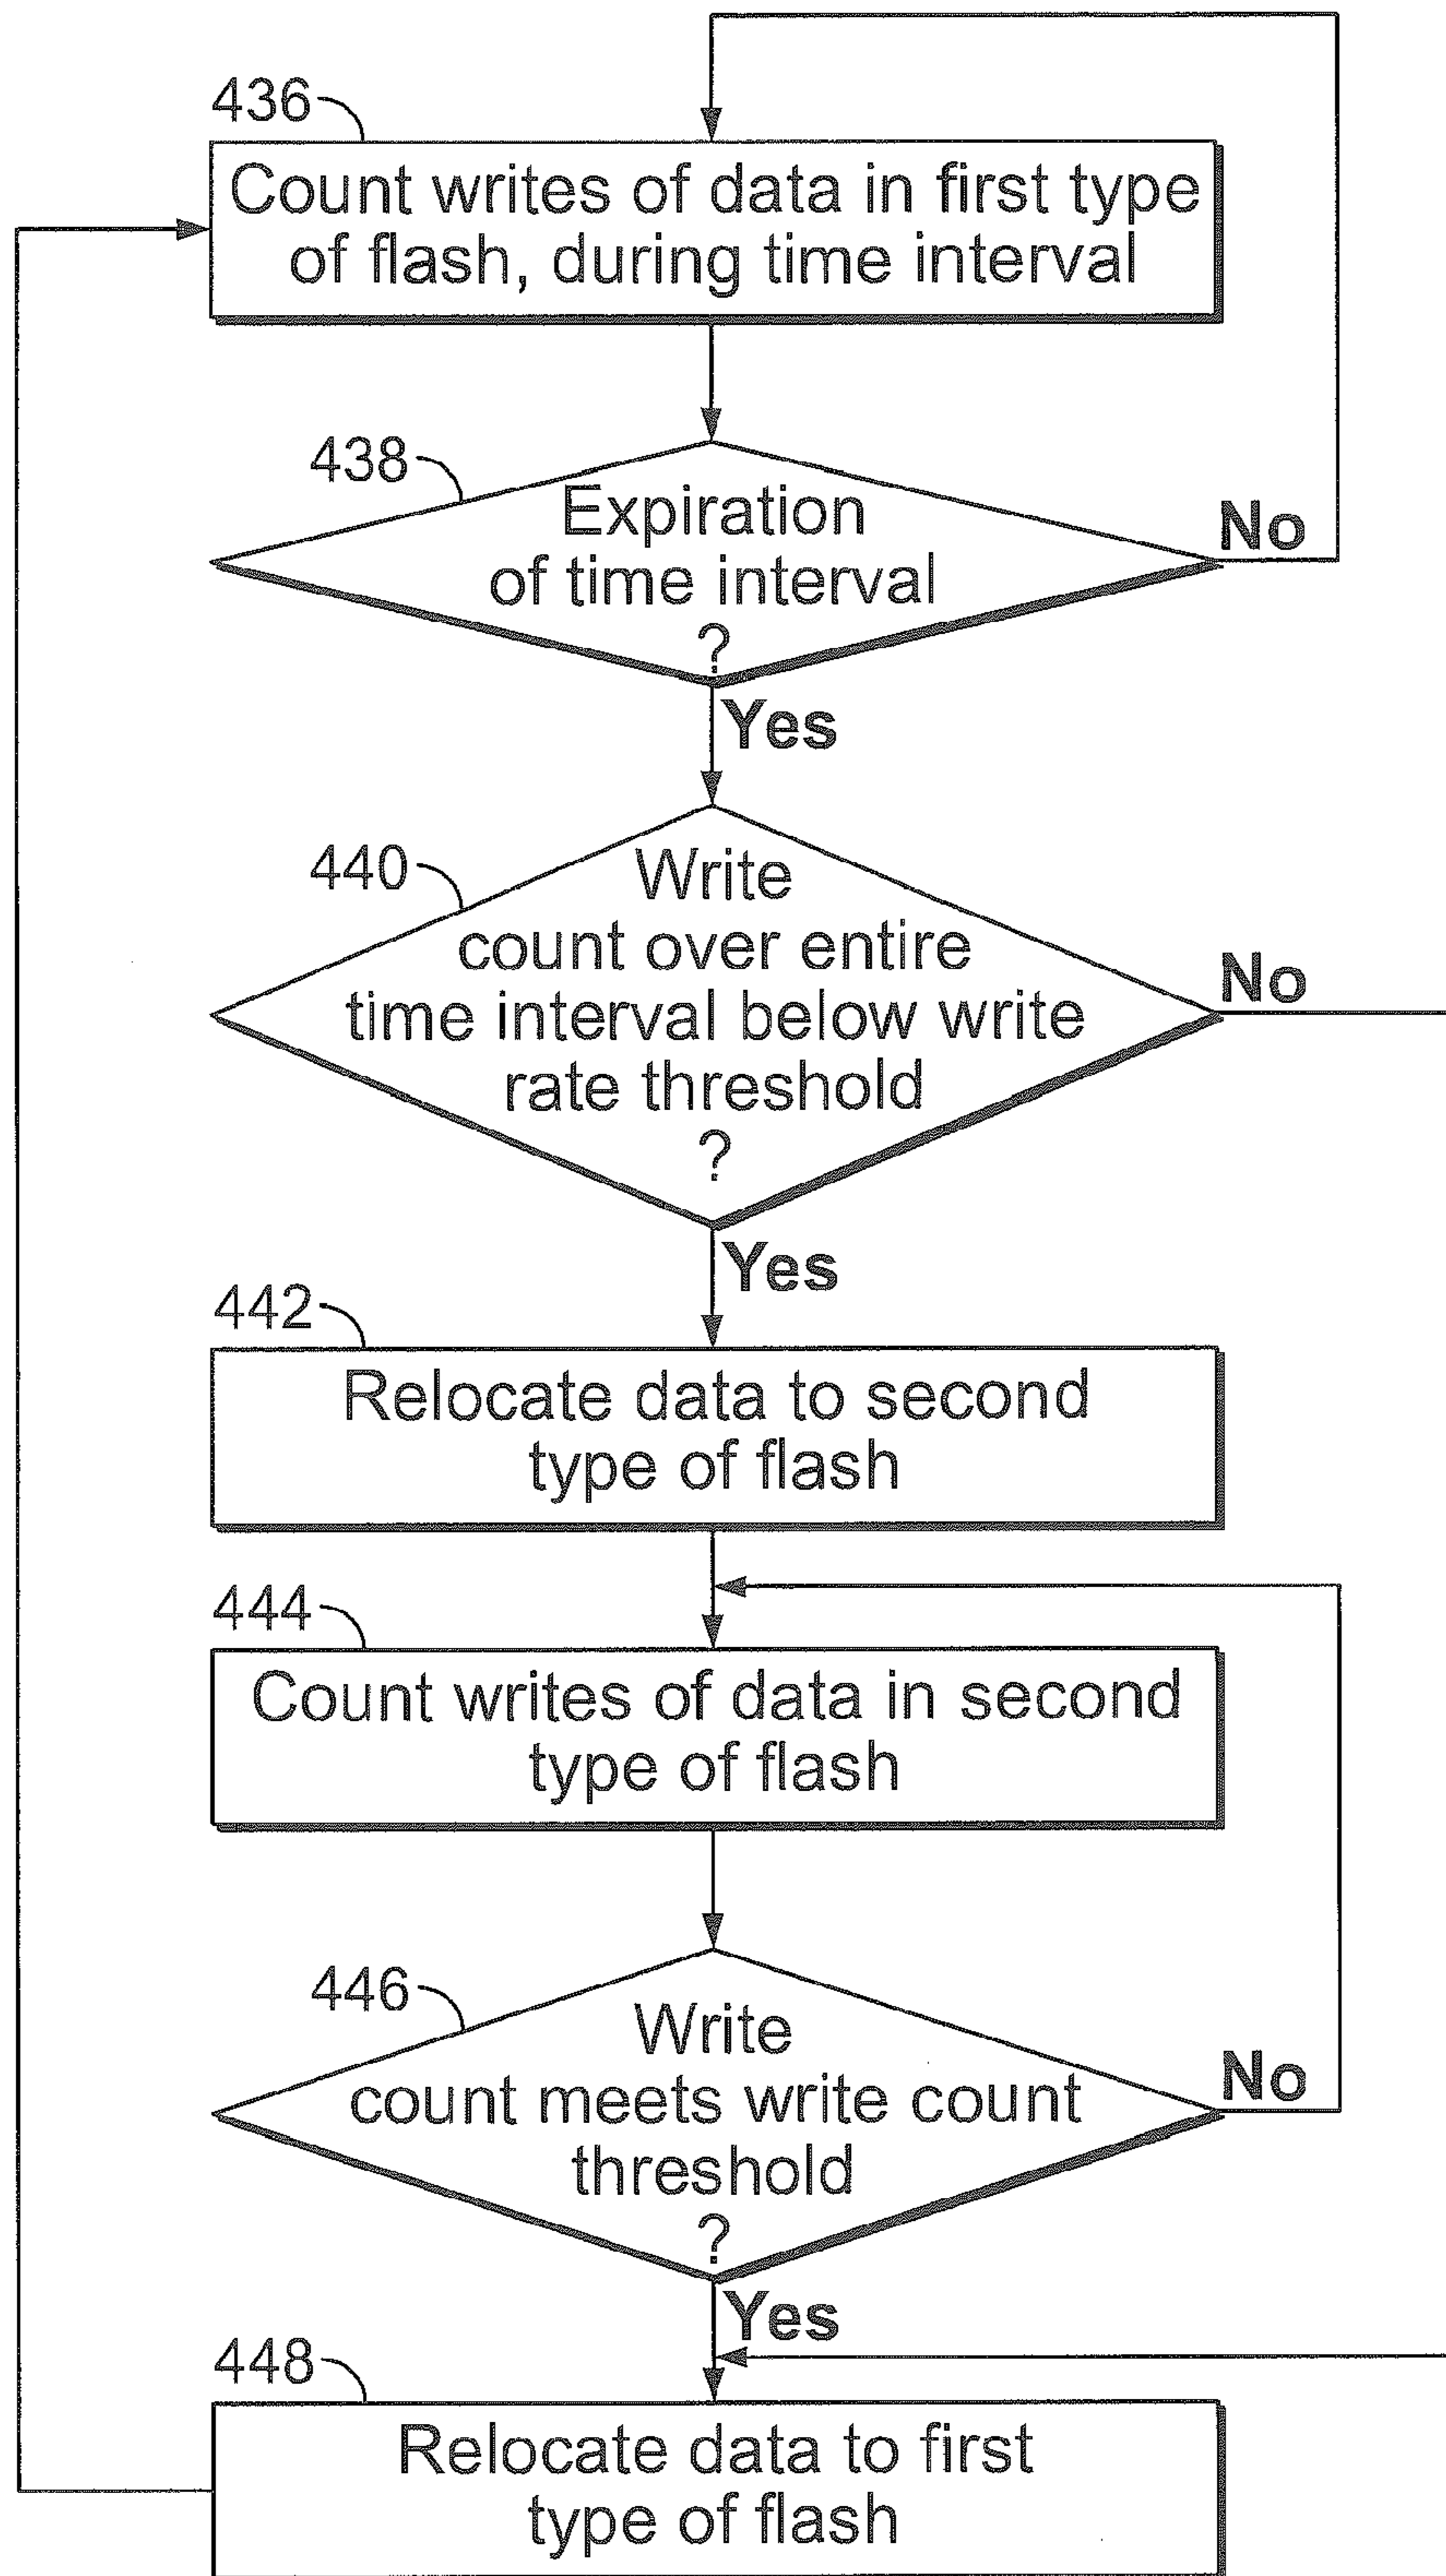 436
Count writes of data in first type
of flash, during time interval
438
Expiration
of time interval
?
No
Yes
440
Write
count over entire
time interval below write
rate threshold
?
No
Yes
442
Relocate data to second
type of flash
444
Count writes of data in second
type of flash
446
Write
count meets write count
threshold
?
No
Yes
448
Relocate data to first
type of flash